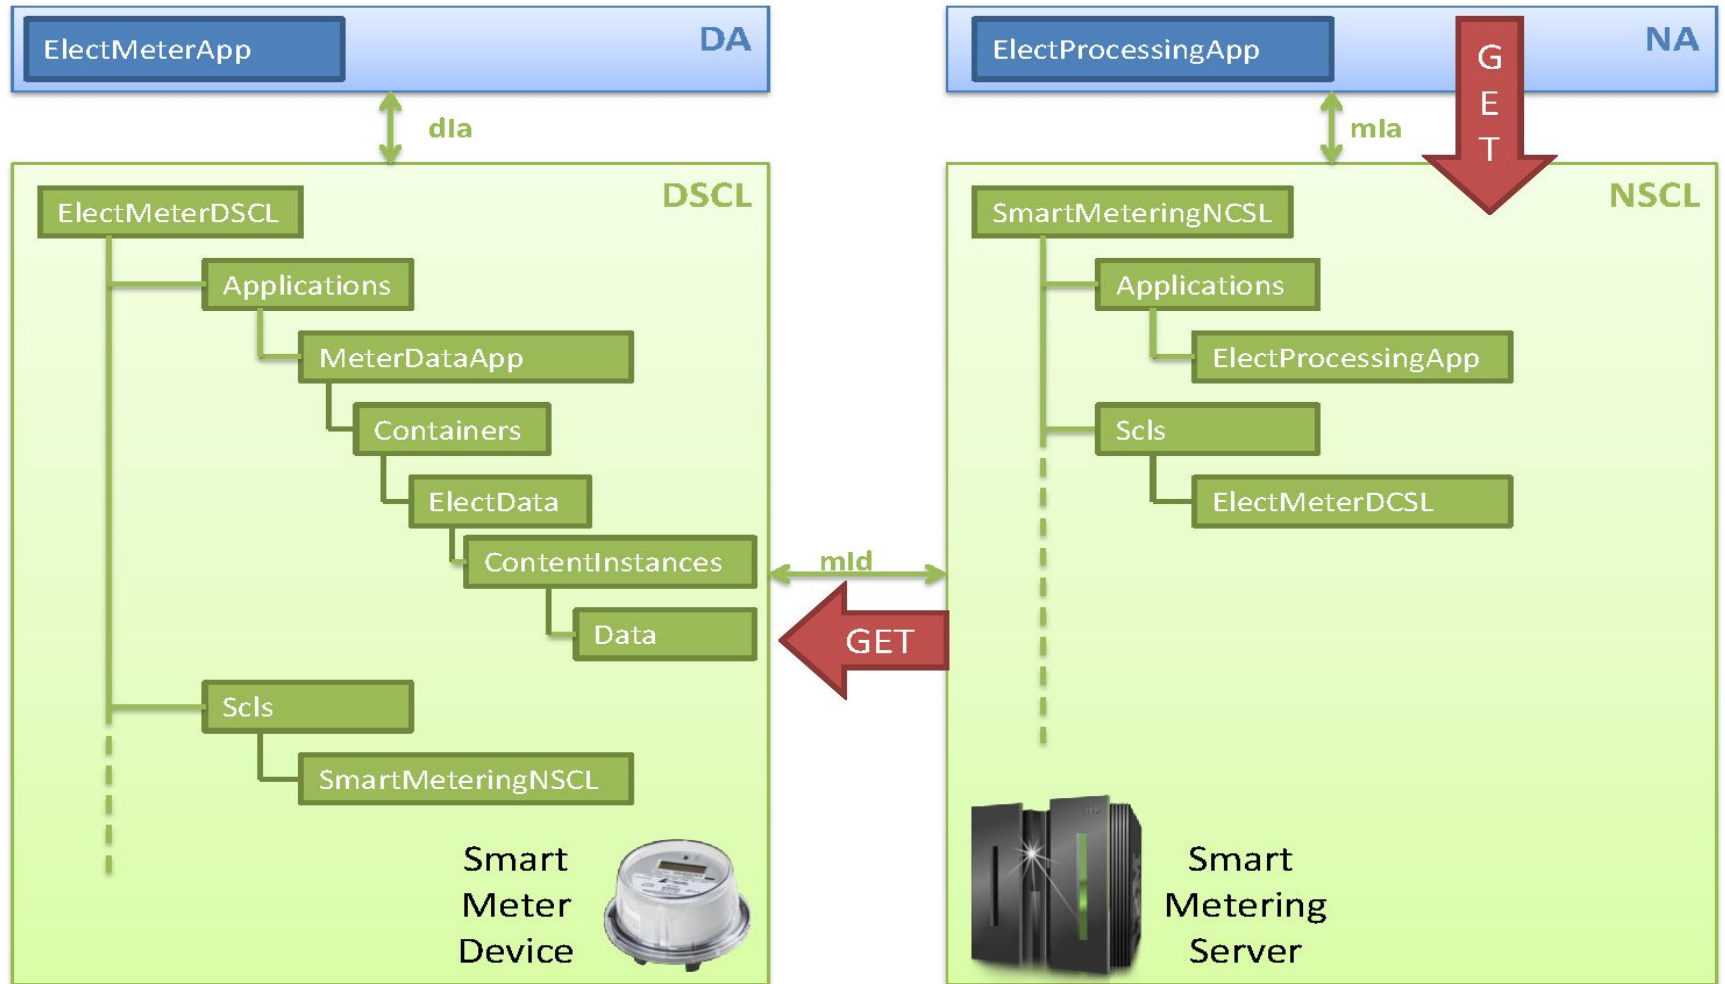 ElectMeterApp
DA
dIa
DSCL
ElectMeterDSCL
Applications
MeterDataApp
Containers
ElectData
ContentInstances
Data
Scls
SmartMeteringNSCL
Smart
Meter
Device
mId
GET
ElectProcessingApp
NA
GET
mIa
NSCL
SmartMeteringNCSL
Applications
ElectProcessingApp
Scls
ElectMeterDCSL
Smart
Metering
Server